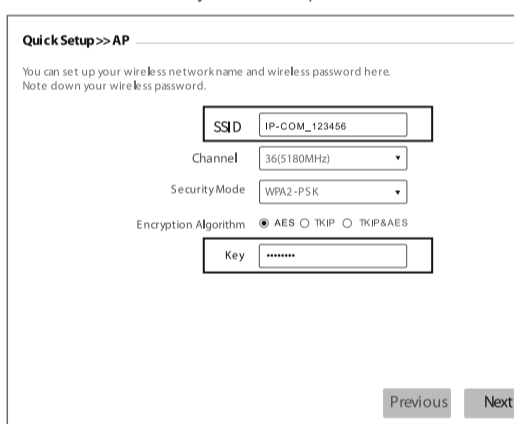 Quick Setup>>AP
You can set up your wireless network name and wireless password here.
Note down your wireless password.
SSID IP-COM_123456
Channel 36(5180MHz)
Security Mode WPA2-PSK
Encryption Algorithm AES TKIP TKIP&AES
Key ••••••••
Previous Next